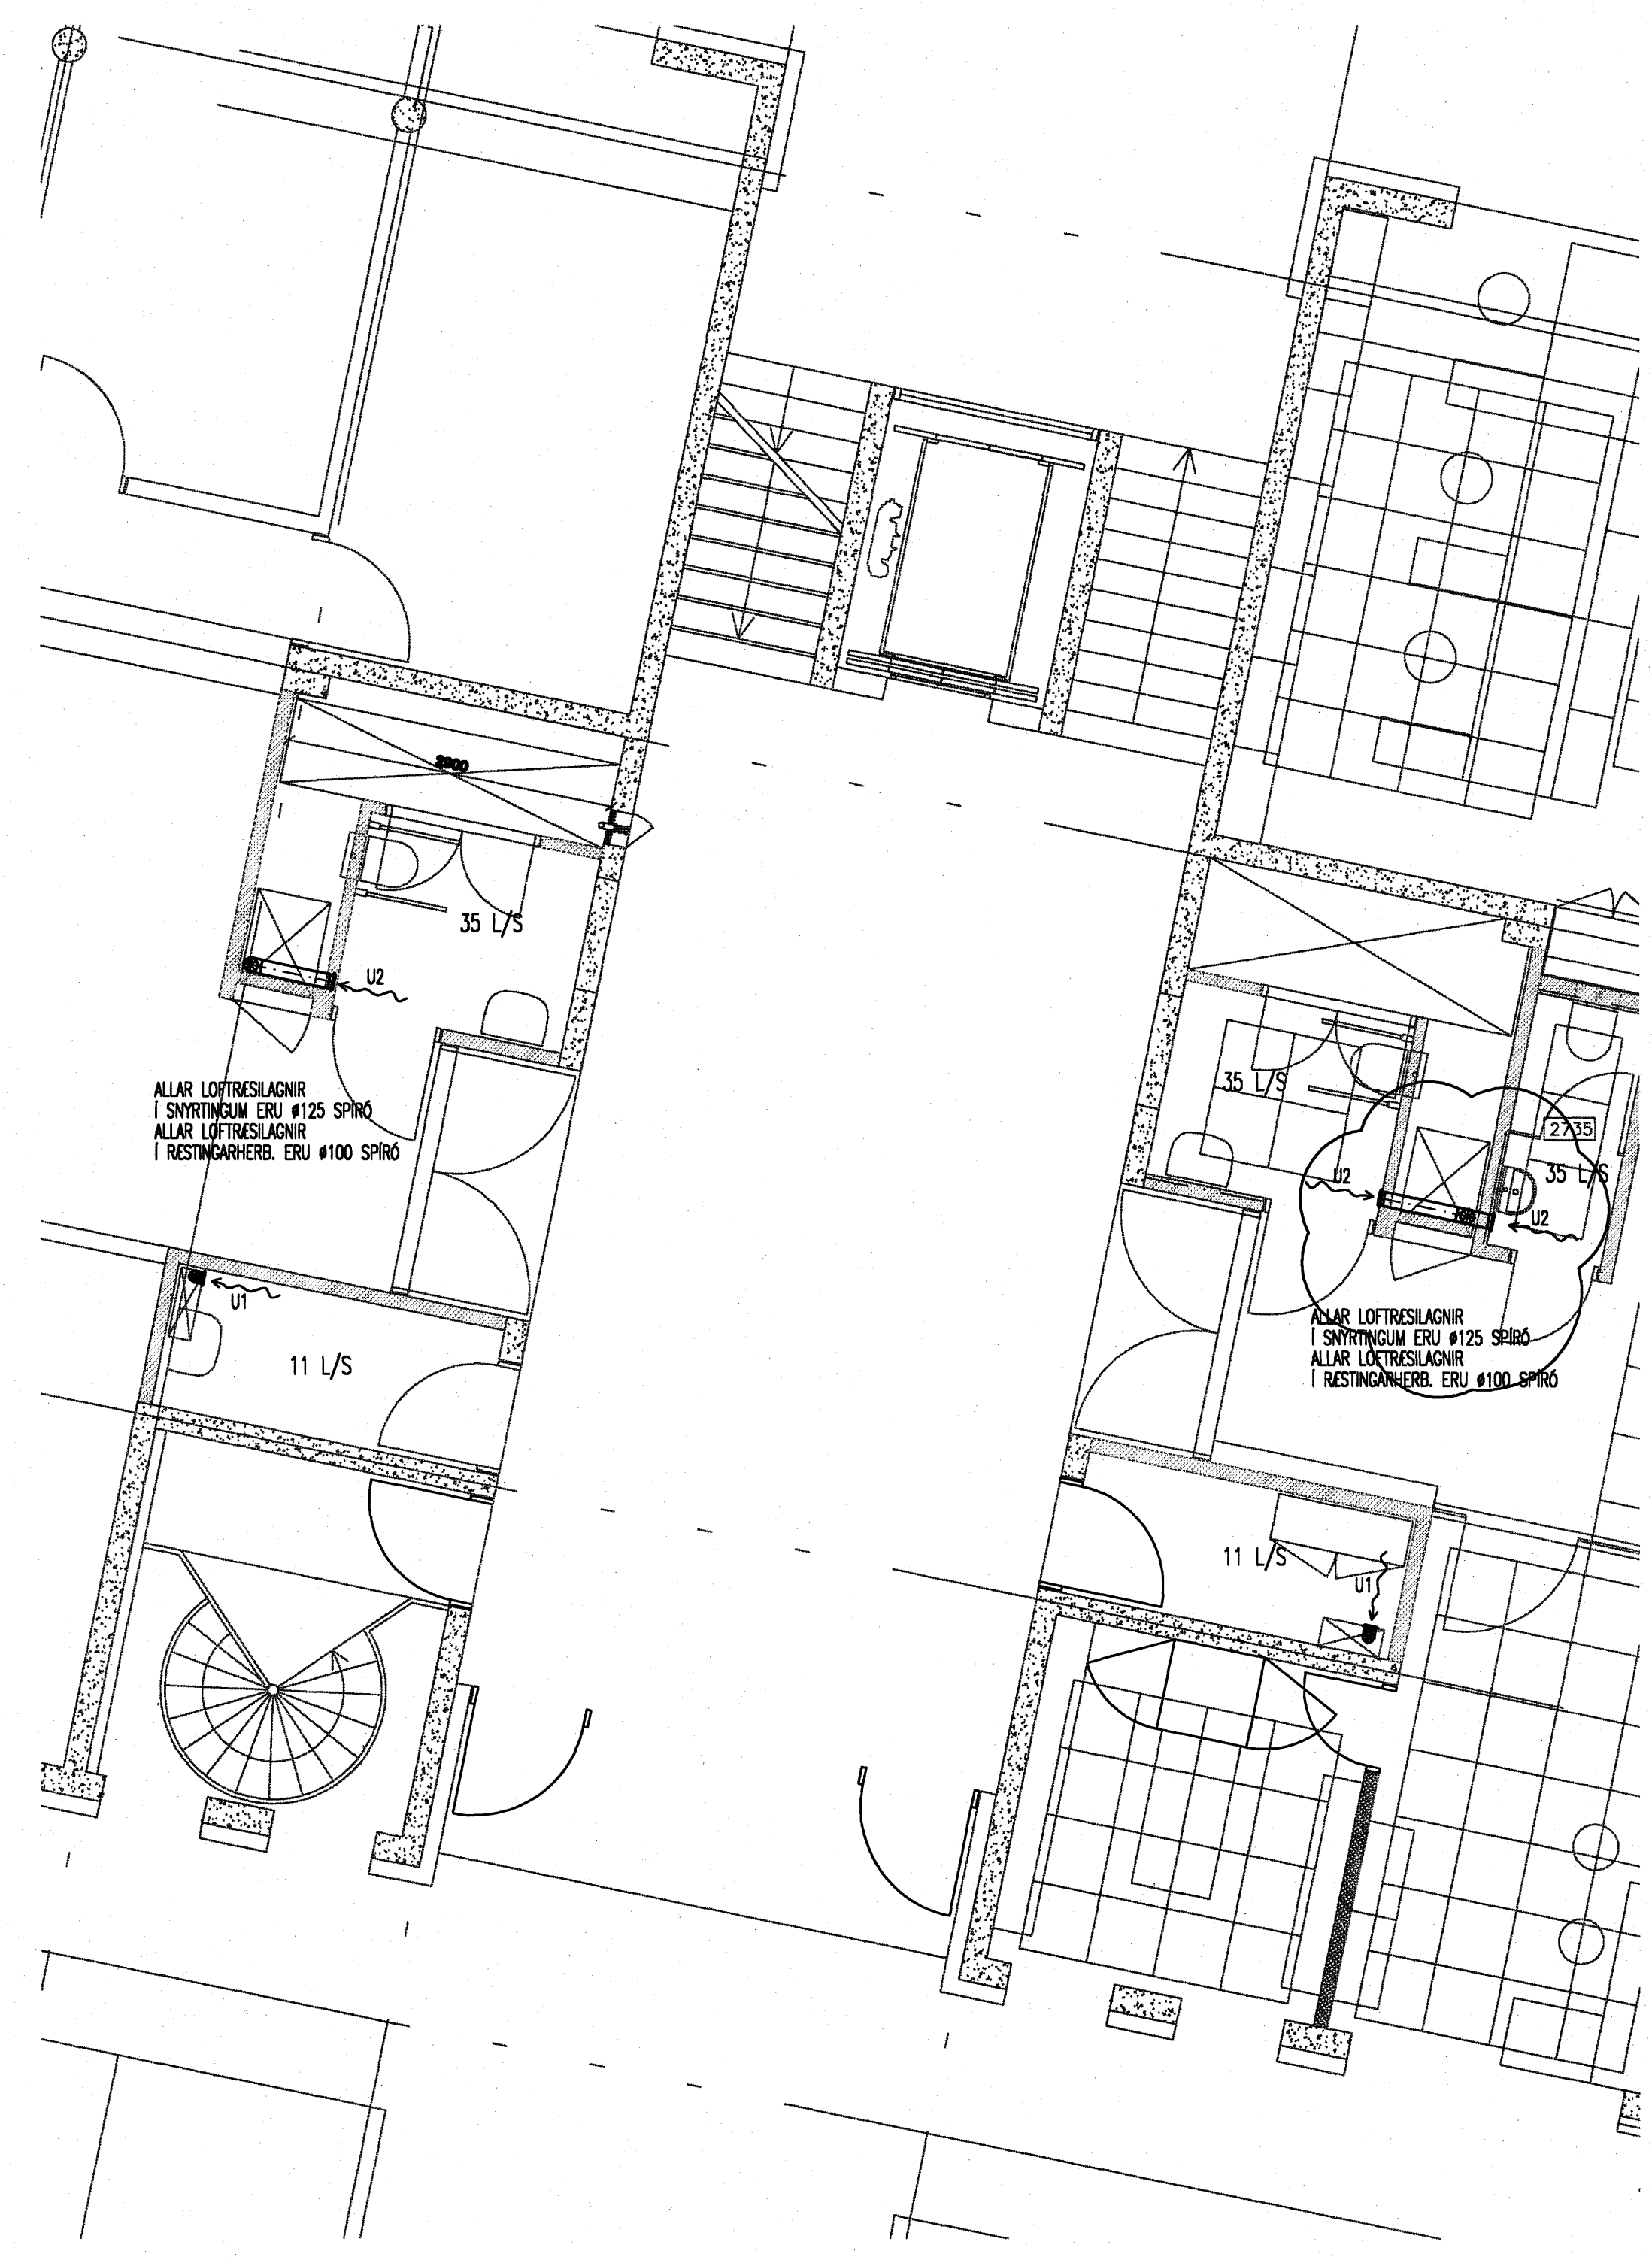 2900
35 L/S
U2
ALLAR LOFTRÆSILAGNIR
Í SNYRTINGUM ERU ø125 SPÍRÓ
ALLAR LOFTRÆSILAGNIR
Í RÆSTINGARHERB. ERU ø100 SPÍRÓ
U1
11 L/S
35 L/S
2735
35 L/S
U2
U2
ALLAR LOFTRÆSILAGNIR
Í SNYRTINGUM ERU ø125 SPÍRÓ
ALLAR LOFTRÆSILAGNIR
Í RÆSTINGARHERB. ERU ø100 SPÍRÓ
11 L/S
U1